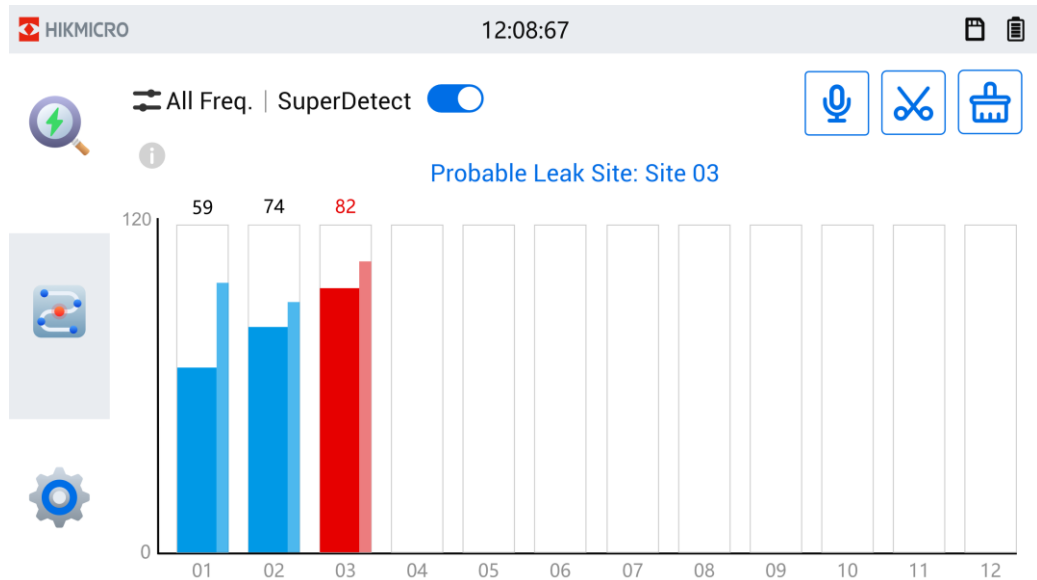 HIKMICRO 12:08:67
All Freq. | SuperDetect
Probable Leak Site: Site 03
59 74 82
120
0
01 02 03 04 05 06 07 08 09 10 11 12